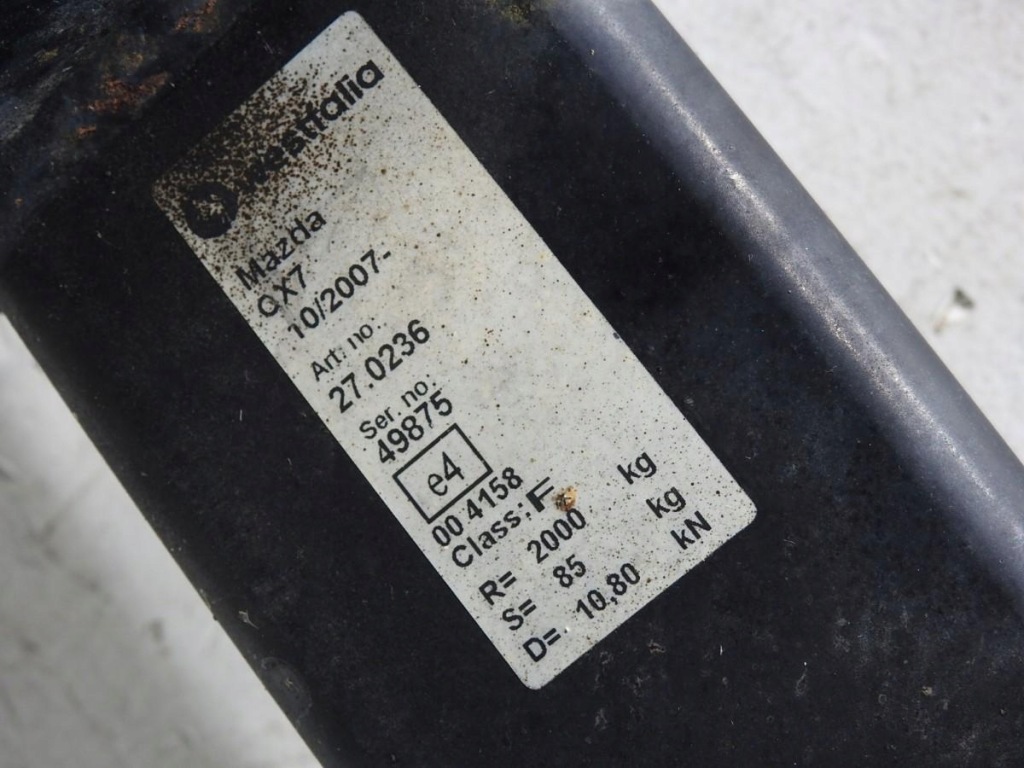 westfalia
Mazda
CX7
10/2007-
Art. no.
27.0236
Ser. no.
49875
e4
00 4158
Class: F
R= 2000 kg
S= 85 kg
D= 10,80 kN